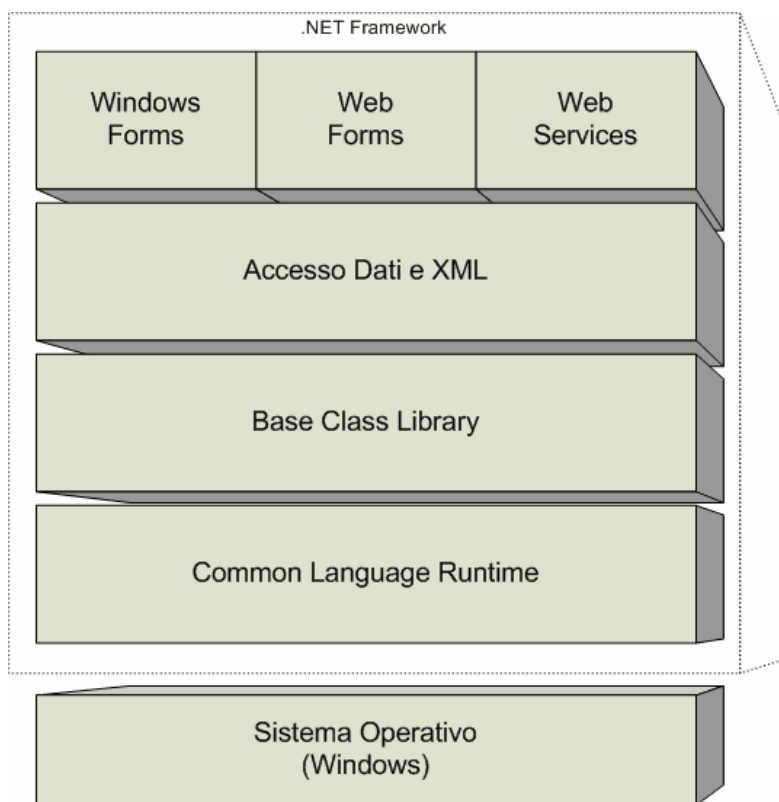 .NET Framework
Windows
Forms
Web
Forms
Web
Services
Accesso Dati e XML
Base Class Library
Common Language Runtime
Sistema Operativo
(Windows)